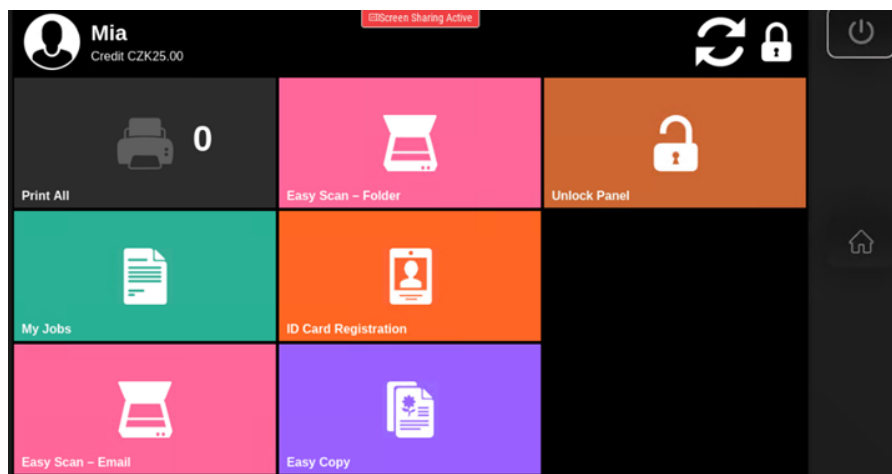 Mia
Credit CZK25.00
Screen Sharing Active
0
Print All
Easy Scan – Folder
Unlock Panel
My Jobs
ID Card Registration
Easy Scan – Email
Easy Copy